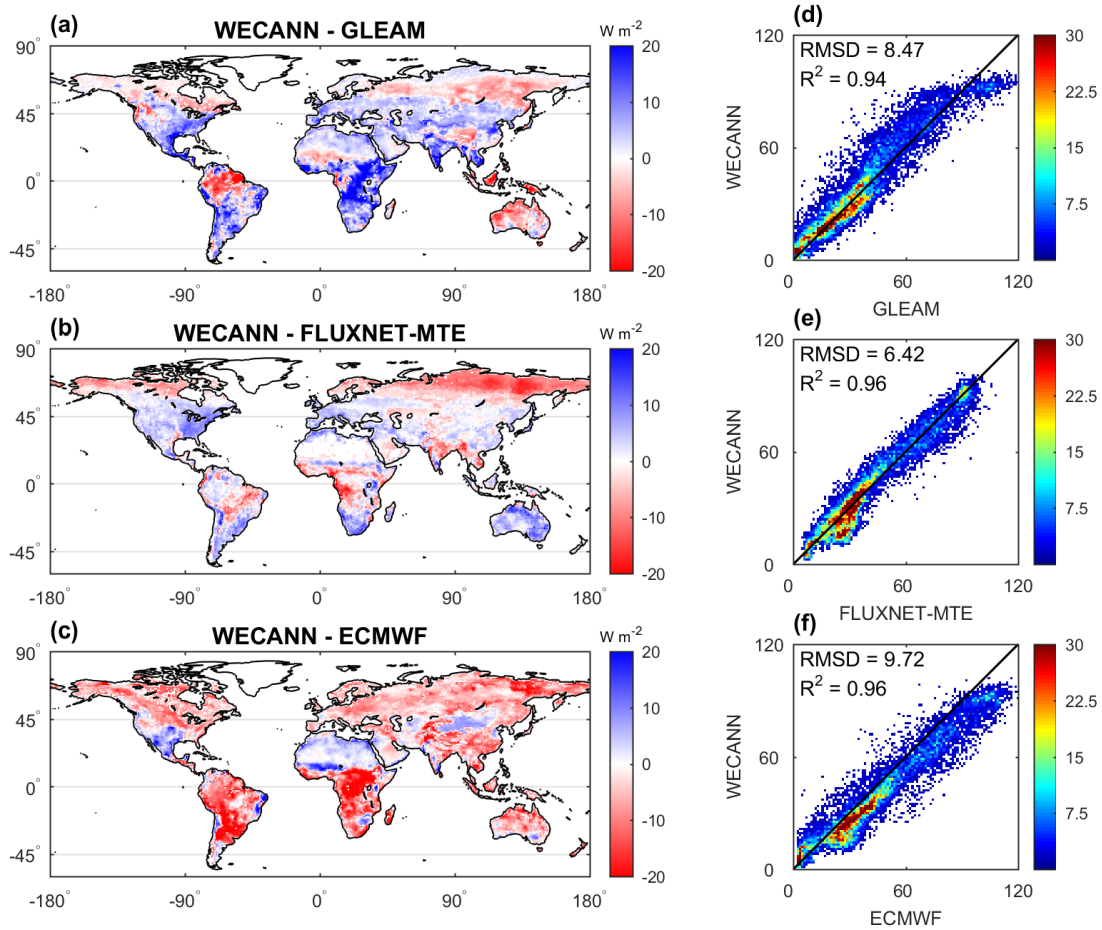 (a)
WECANN - GLEAM
W m-2
90°
45°
0°
-45°
-180° -90° 0° 90° 180°
20
10
0
-10
-20
(d)
RMSD = 8.47
R2 = 0.94
WECANN
120
60
0
0 60 120
GLEAM
30
22.5
15
7.5
(b)
WECANN - FLUXNET-MTE
W m-2
90°
45°
0°
-45°
-180° -90° 0° 90° 180°
20
10
0
-10
-20
(e)
RMSD = 6.42
R2 = 0.96
WECANN
120
60
0
0 60 120
FLUXNET-MTE
30
22.5
15
7.5
(c)
WECANN - ECMWF
W m-2
90°
45°
0°
-45°
-180° -90° 0° 90° 180°
20
10
0
-10
-20
(f)
RMSD = 9.72
R2 = 0.96
WECANN
120
60
0
0 60 120
ECMWF
30
22.5
15
7.5